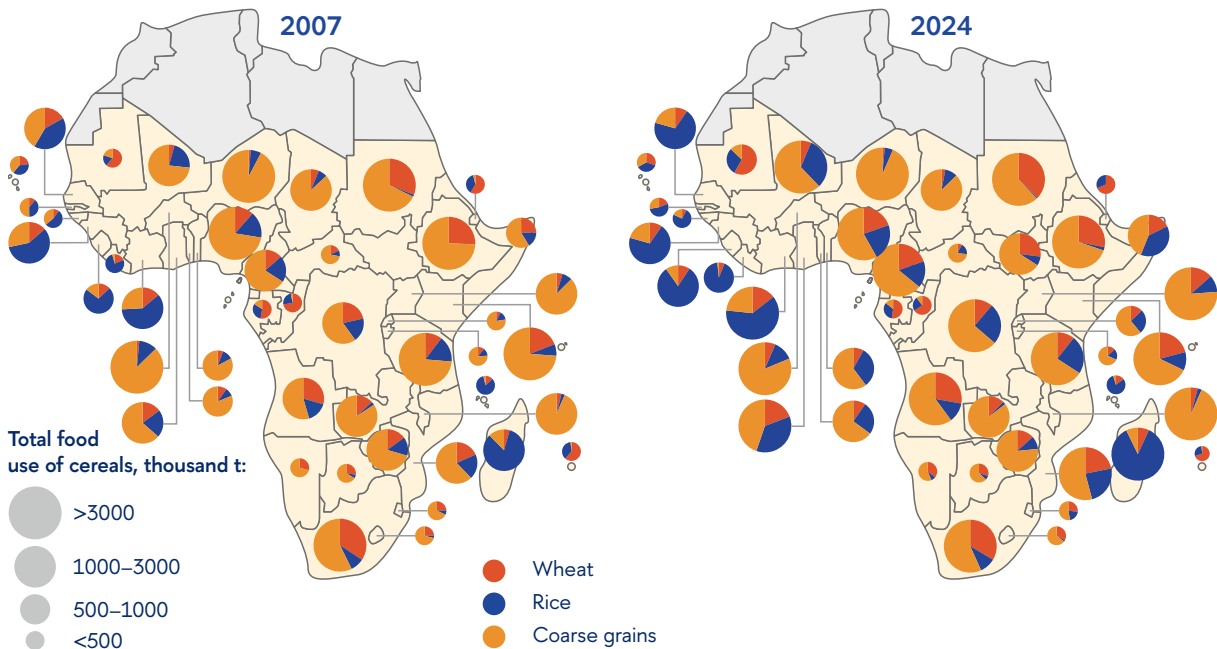 2007
2024
Total food
use of cereals, thousand t:
>3000
1000–3000
500–1000
<500
Wheat
Rice
Coarse grains